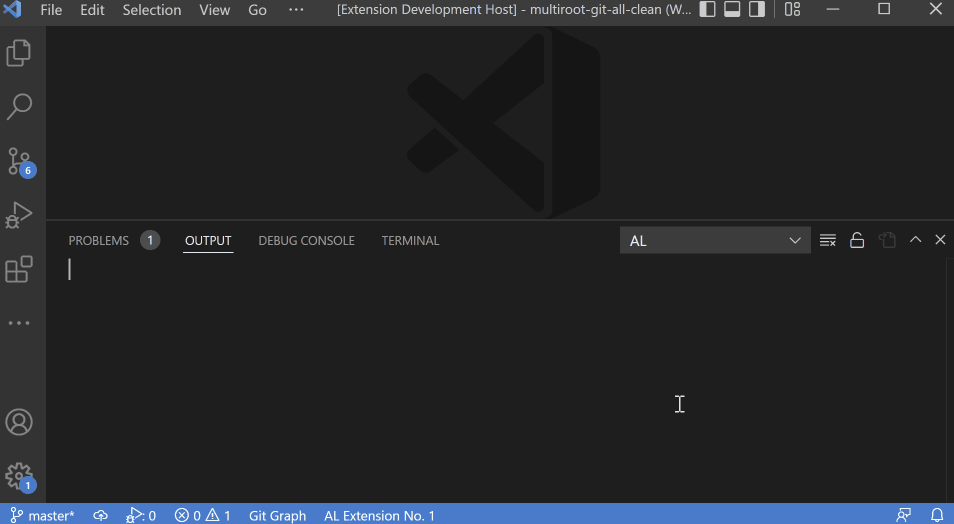 File Edit Selection View Go ··· [Extension Development Host] - multiroot-git-all-clean (W...
6
PROBLEMS 1 OUTPUT DEBUG CONSOLE TERMINAL AL
1
master* 0 0 1 Git Graph AL Extension No. 1